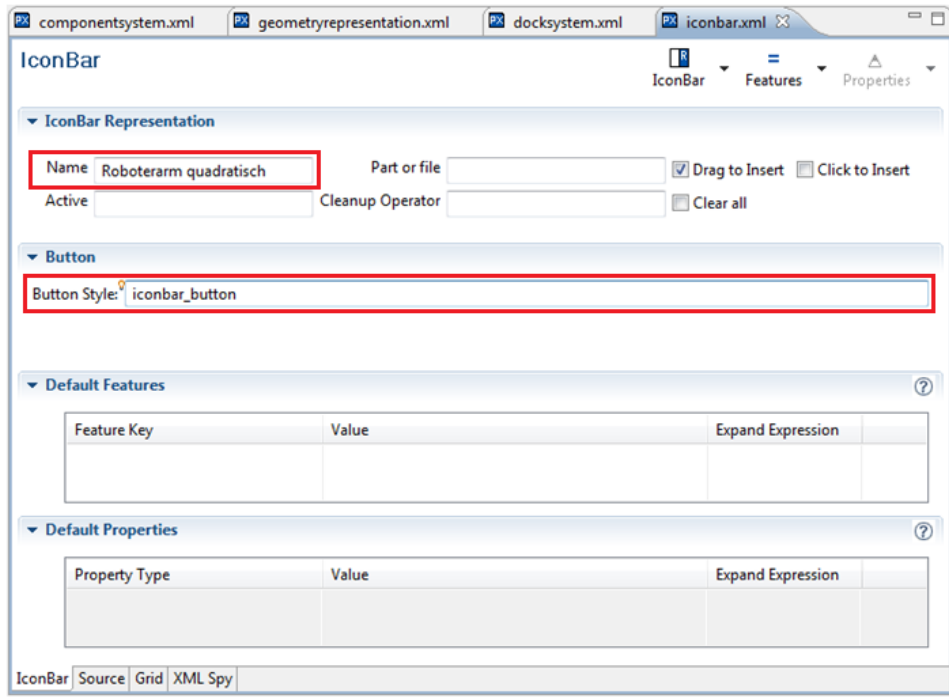 componentsystem.xml geometryrepresentation.xml docksystem.xml iconbar.xml
IconBar
IconBar Features Properties
IconBar Representation
Name Roboterarm quadratisch Part or file Drag to Insert Click to Insert
Active Cleanup Operator Clear all
Button
Button Style: iconbar_button
Default Features
Feature Key Value Expand Expression
Default Properties
Property Type Value Expand Expression
IconBar Source Grid XML Spy